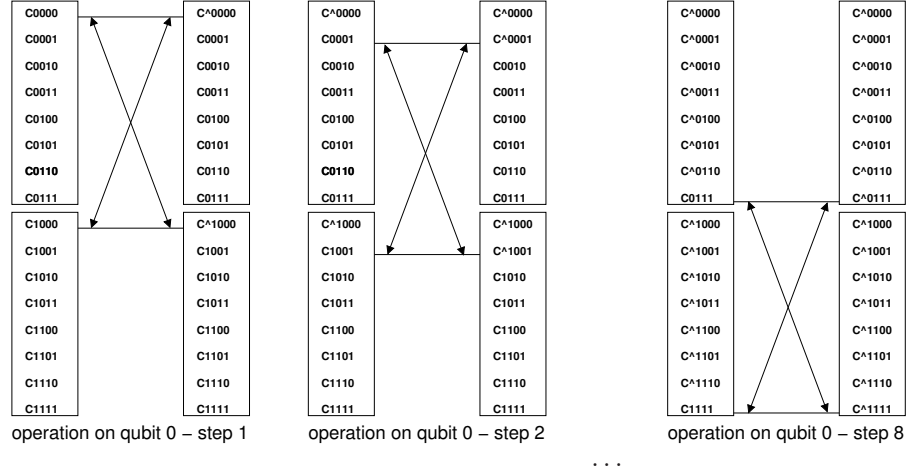 C0000 C^0000 C^0000 C^0000 C^0000 C^0000
C0001 C0001 C0001 C^0001 C^0001 C^0001
C0010 C0010 C0010 C0010 C^0010 C^0010
C0011 C0011 C0011 C0011 C^0011 C^0011
C0100 C0100 C0100 C0100 C^0100 C^0100
C0101 C0101 C0101 C0101 C^0101 C^0101
C0110 C0110 C0110 C0110 C^0110 C^0110
C0111 C0111 C0111 C0111 C0111 C^0111
C1000 C^1000 C^1000 C^1000 C^1000 C^1000
C1001 C1001 C1001 C^1001 C^1001 C^1001
C1010 C1010 C1010 C1010 C^1010 C^1010
C1011 C1011 C1011 C1011 C^1011 C^1011
C1100 C1100 C1100 C1100 C^1100 C^1100
C1101 C1101 C1101 C1101 C^1101 C^1101
C1110 C1110 C1110 C1110 C^1110 C^1110
C1111 C1111 C1111 C1111 C1111 C^1111
operation on qubit 0 − step 1 operation on qubit 0 − step 2 operation on qubit 0 − step 8
. . .